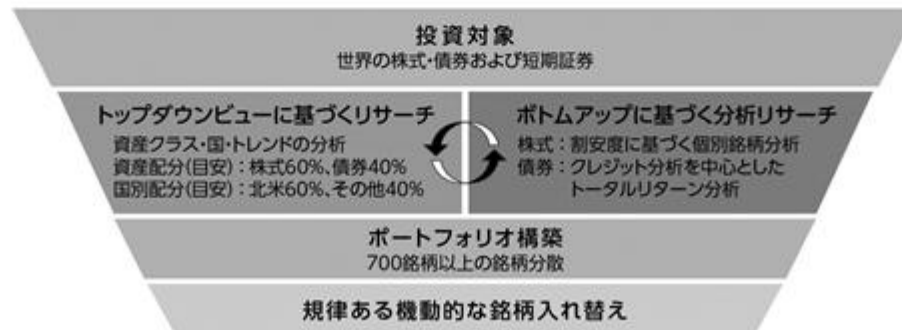 投資対象
世界の株式・債券および短期証券
トップダウンビューに基づくリサーチ
資産クラス・国・トレンドの分析
資産配分(目安):株式60%、債券40%
国別配分(目安):北米60%、その他40%
ボトムアップに基づく分析リサーチ
株式:割安度に基づく個別銘柄分析
債券:クレジット分析を中心とした
トータルリターン分析
ポートフォリオ構築
700銘柄以上の銘柄分散
規律ある機動的な銘柄入れ替え